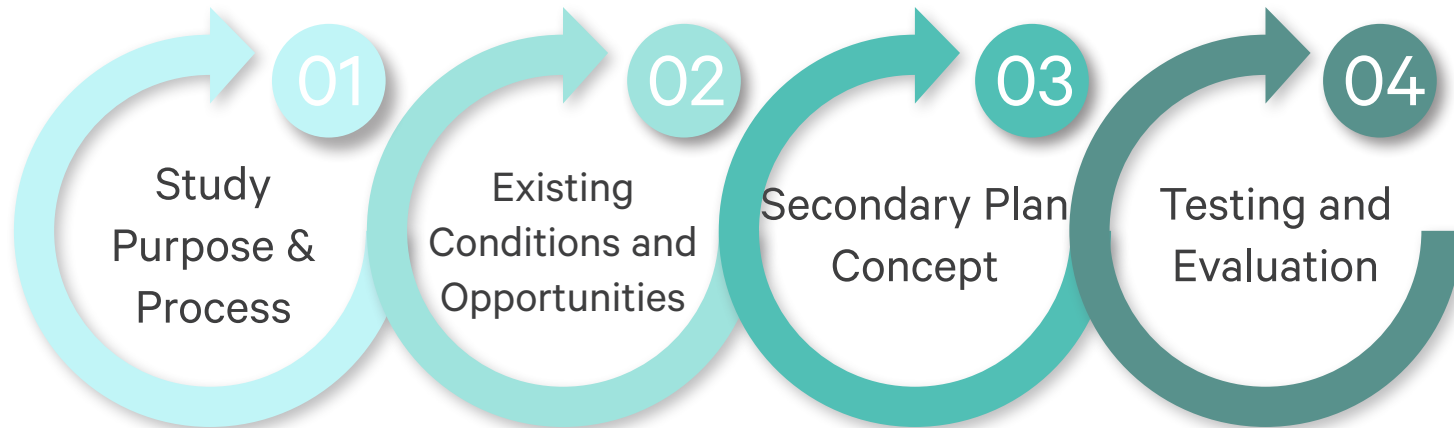 01
Study
Purpose &
Process
02
Existing
Conditions and
Opportunities
03
Secondary Plan
Concept
04
Testing and
Evaluation